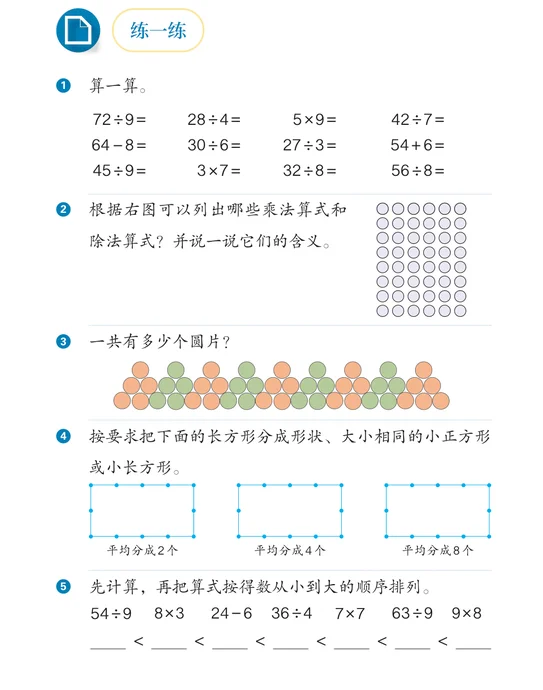 练一练
1 算一算。
72÷9= 28÷4= 5×9= 42÷7=
64-8= 30÷6= 27÷3= 54+6=
45÷9= 3×7= 32÷8= 56÷8=
2 根据右图可以列出哪些乘法算式和
除法算式？并说一说它们的含义。
3 一共有多少个圆片？
4 按要求把下面的长方形分成形状、大小相同的小正方形
或小长方形。
平均分成2个 平均分成4个 平均分成8个
5 先计算，再把算式按得数从小到大的顺序排列。
54÷9 8×3 24-6 36÷4 7×7 63÷9 9×8
____ < ____ < ____ < ____ < ____ < ____ < ____